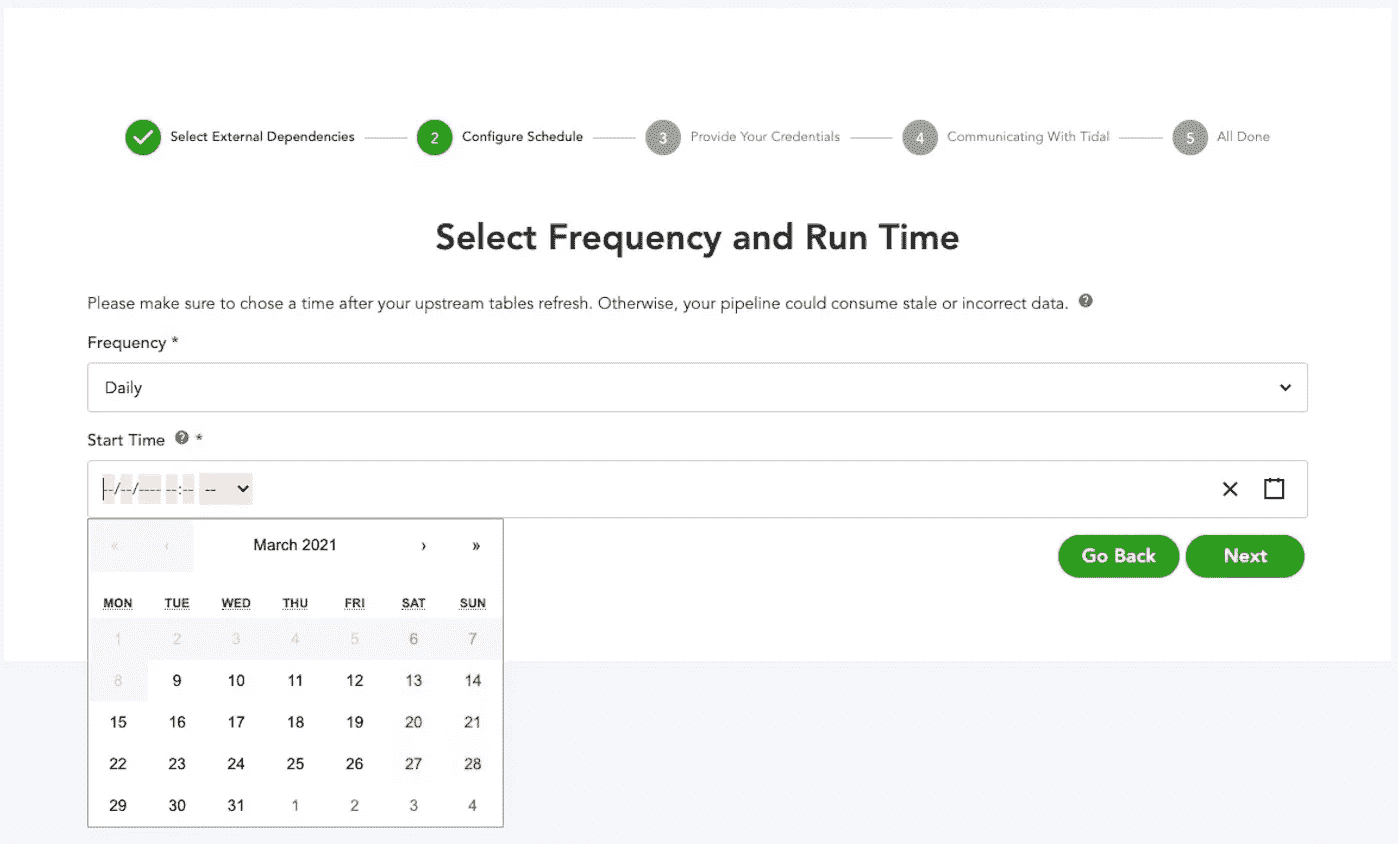 Select External Dependencies 2 Configure Schedule 3 Provide Your Credentials 4 Communicating With Tidal 5 All Done
Select Frequency and Run Time
Please make sure to chose a time after your upstream tables refresh. Otherwise, your pipeline could consume stale or incorrect data. ?
Frequency *
Daily
Start Time ? *
--/--/---- --:-- --
« ‹ March 2021 › »
Go Back Next
MON TUE WED THU FRI SAT SUN
1 2 3 4 5 6 7
8 9 10 11 12 13 14
15 16 17 18 19 20 21
22 23 24 25 26 27 28
29 30 31 1 2 3 4